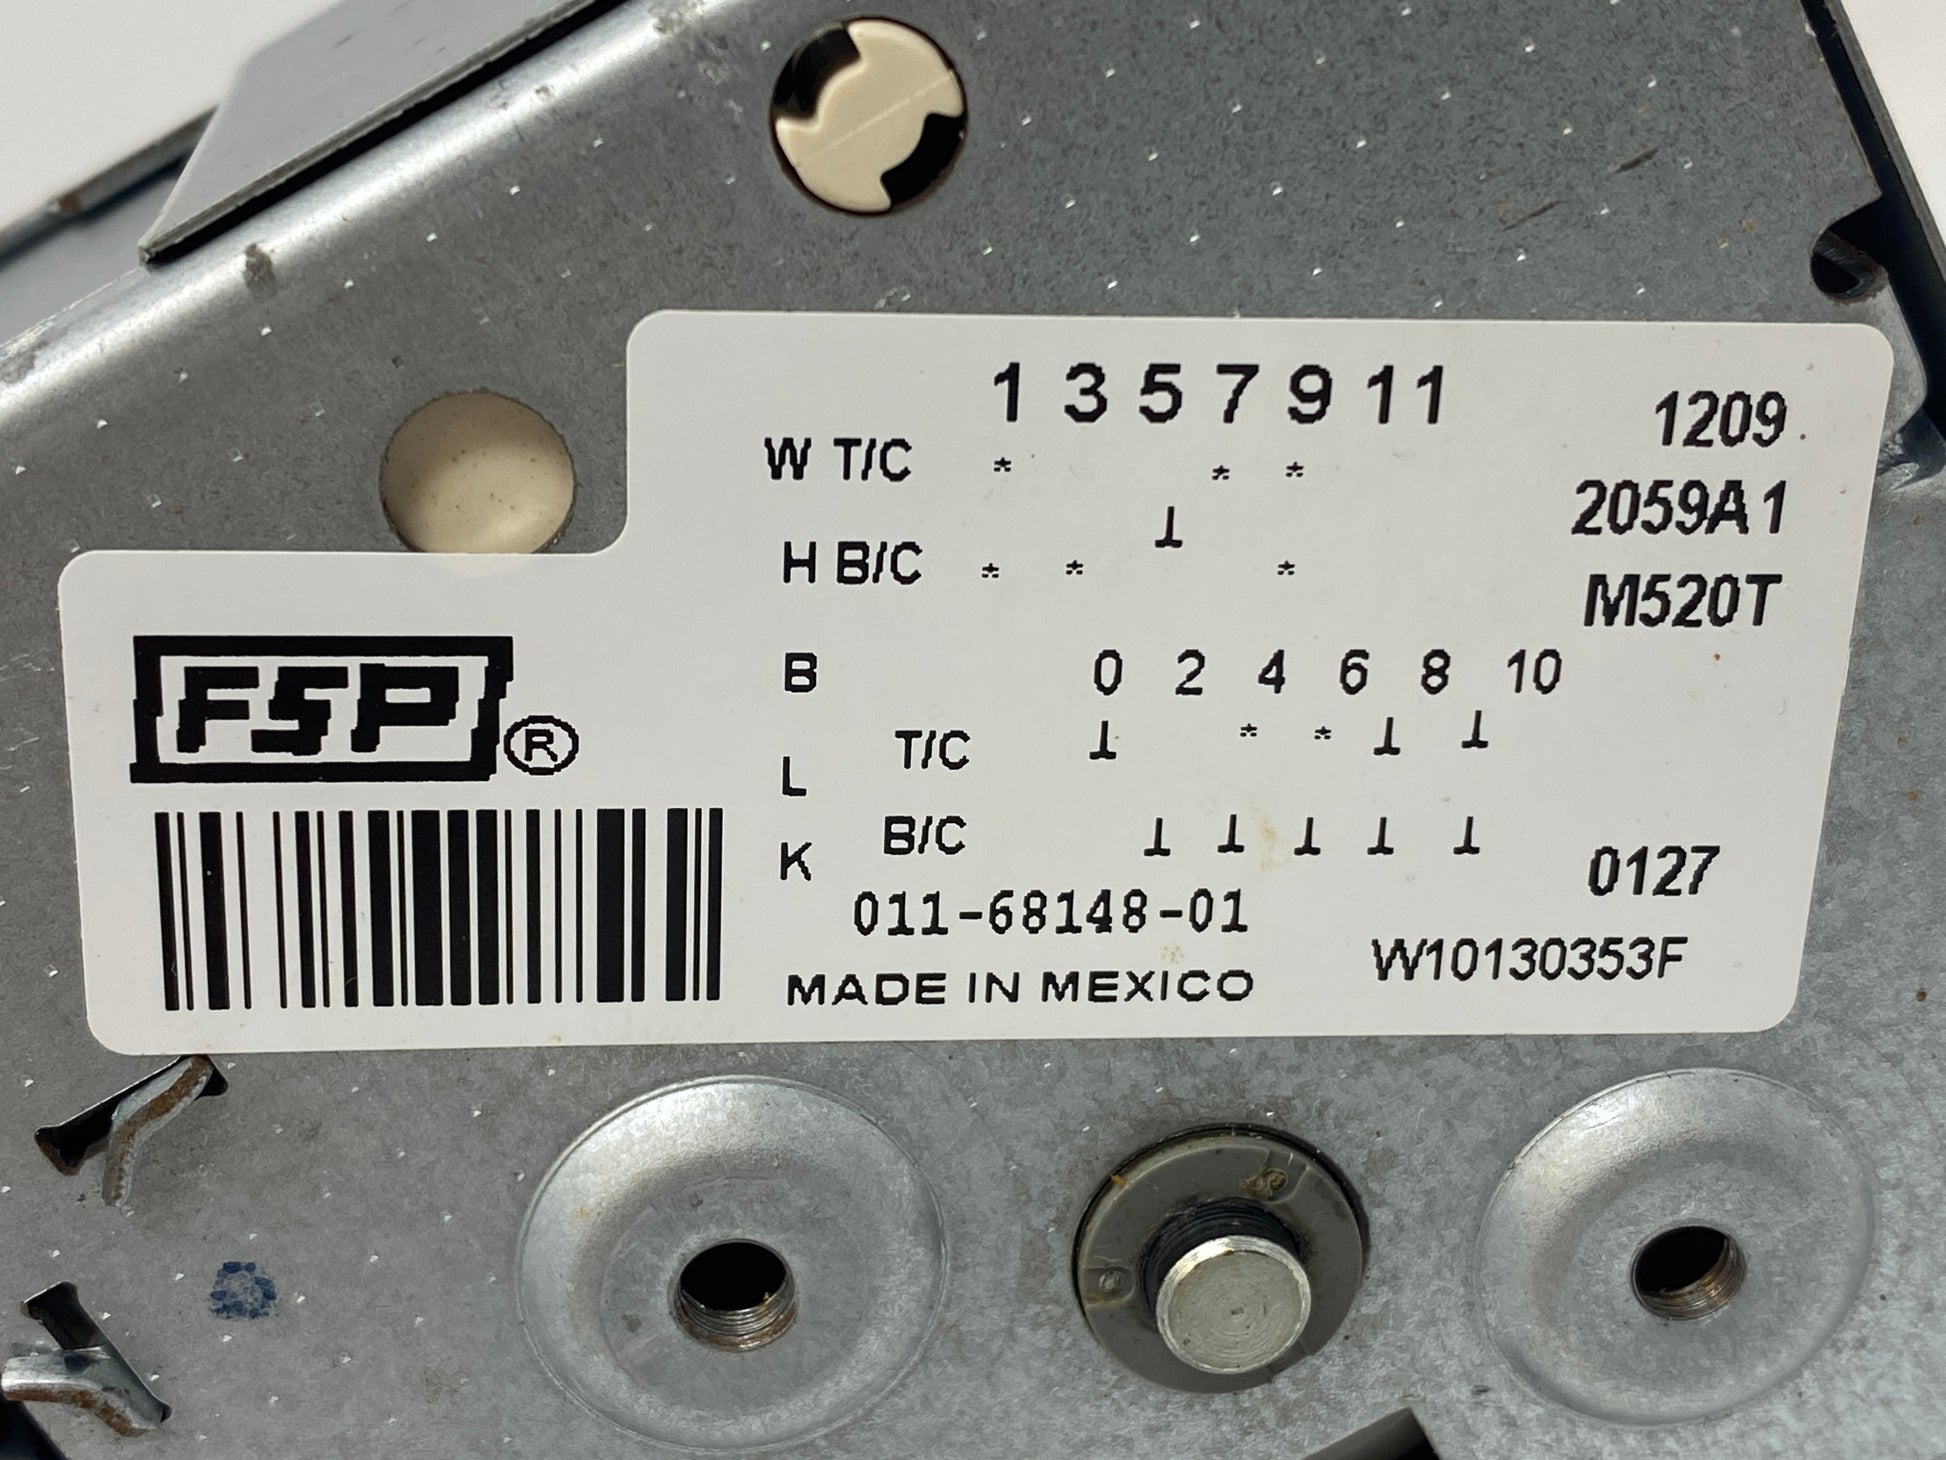 1 3 5 7 9 11
1209
W T/C * * *
2059A1
⊥
H B/C * * *
M520T
B 0 2 4 6 8 10
FSP®
T/C ⊥ * * ⊥ ⊥
L
B/C ⊥ ⊥ ⊥ ⊥ ⊥
K
0127
011-68148-01
W10130353F
MADE IN MEXICO